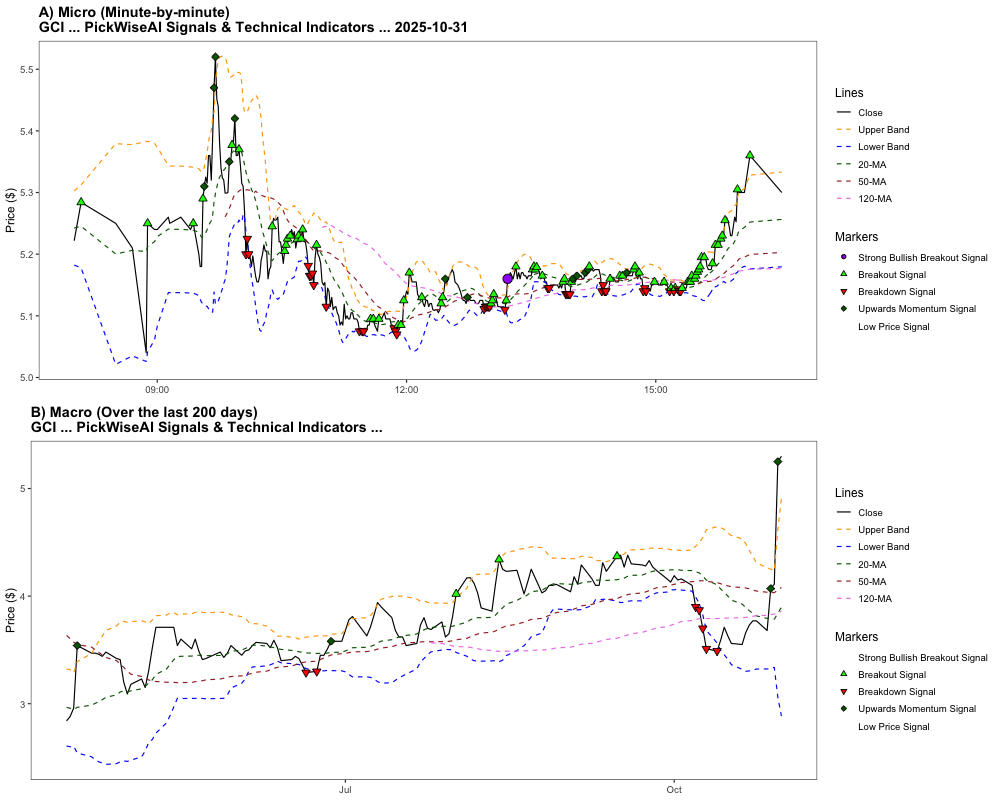 A) Micro (Minute-by-minute)
GCI ... PickWiseAI Signals & Technical Indicators ... 2025-10-31
5.5
5.4
5.3
5.2
5.1
5.0
Price ($)
09:00
12:00
15:00
Lines
Close
Upper Band
Lower Band
20-MA
50-MA
120-MA
Markers
Strong Bullish Breakout Signal
Breakout Signal
Breakdown Signal
Upwards Momentum Signal
Low Price Signal
B) Macro (Over the last 200 days)
GCI ... PickWiseAI Signals & Technical Indicators ...
5
4
3
Price ($)
Jul
Oct
Lines
Close
Upper Band
Lower Band
20-MA
50-MA
120-MA
Markers
Strong Bullish Breakout Signal
Breakout Signal
Breakdown Signal
Upwards Momentum Signal
Low Price Signal